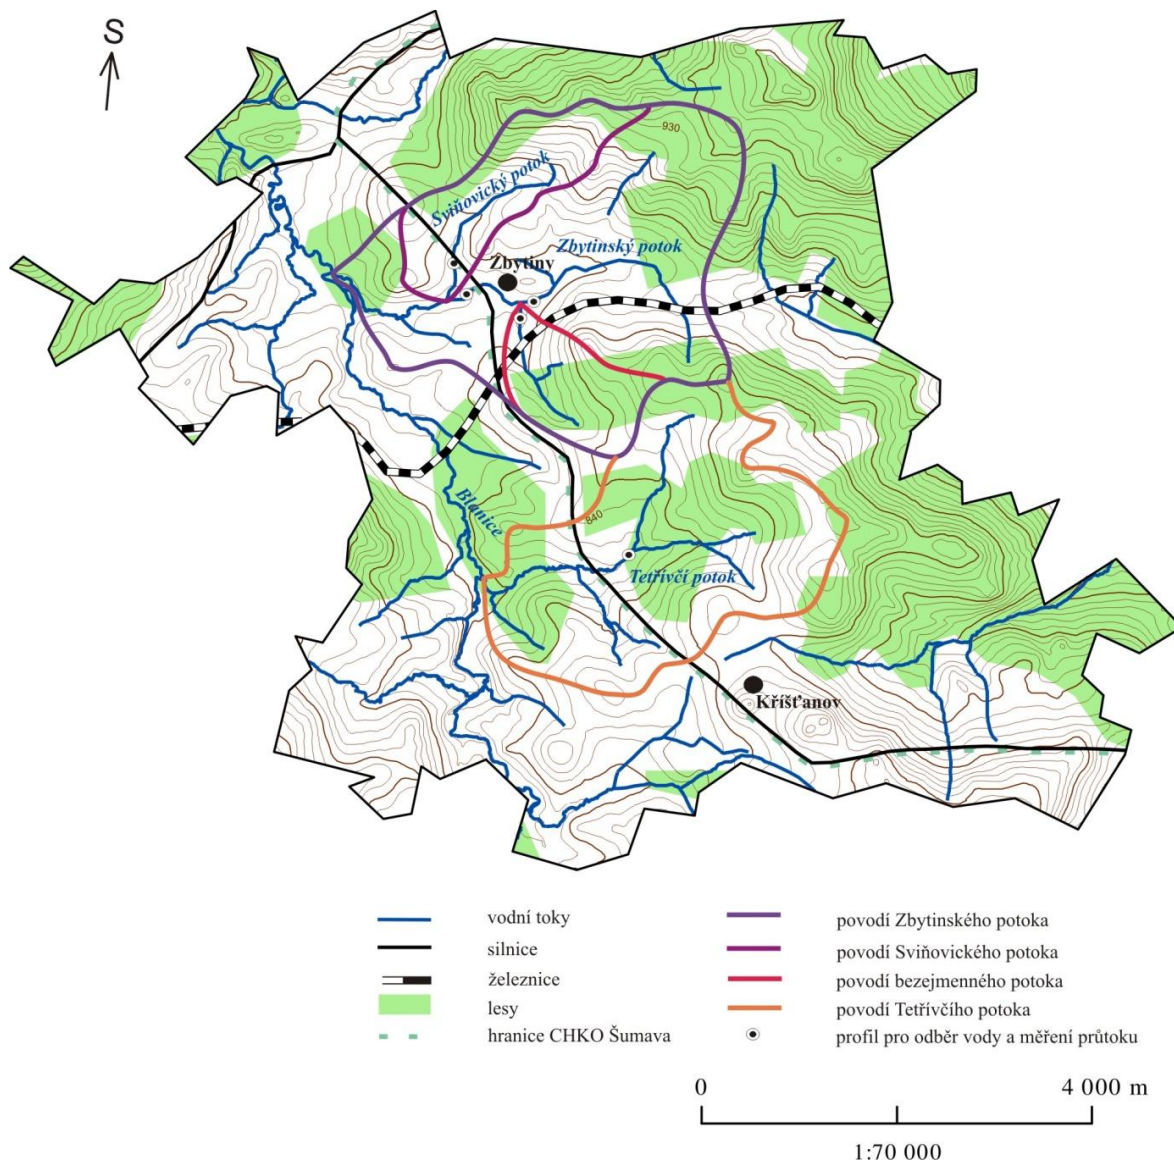 S
930
Sviňovický potok
Zbytinský potok
Zbytiny
Blanice
840
Tetřívčí potok
Křišťanov
vodní toky
silnice
železnice
lesy
hranice CHKO Šumava
povodí Zbytinského potoka
povodí Sviňovického potoka
povodí bezejmenného potoka
povodí Tetřívčího potoka
profil pro odběr vody a měření průtoku
0
4 000 m
1:70 000